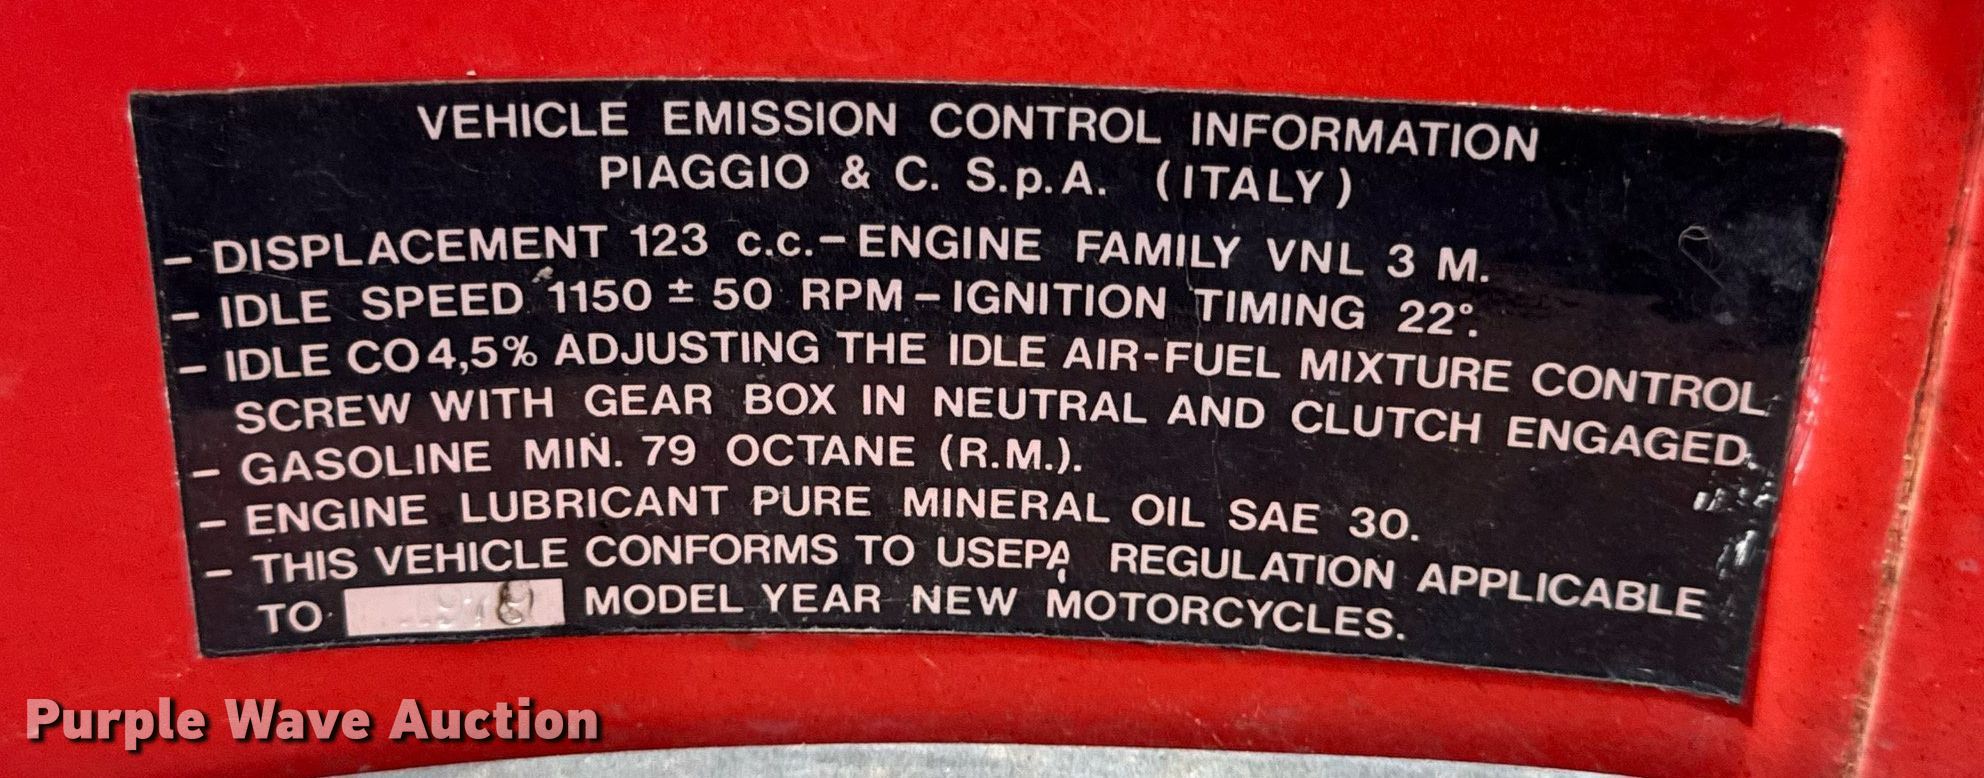 VEHICLE EMISSION CONTROL INFORMATION
PIAGGIO & C. S.p.A. (ITALY)
– DISPLACEMENT 123 c.c. – ENGINE FAMILY VNL 3 M.
– IDLE SPEED 1150 ± 50 RPM – IGNITION TIMING 22°.
– IDLE CO 4,5% ADJUSTING THE IDLE AIR-FUEL MIXTURE CONTROL
SCREW WITH GEAR BOX IN NEUTRAL AND CLUTCH ENGAGED.
– GASOLINE MIN. 79 OCTANE (R.M.).
– ENGINE LUBRICANT PURE MINERAL OIL SAE 30.
– THIS VEHICLE CONFORMS TO USEPA REGULATION APPLICABLE
TO MODEL YEAR NEW MOTORCYCLES.
Purple Wave Auction